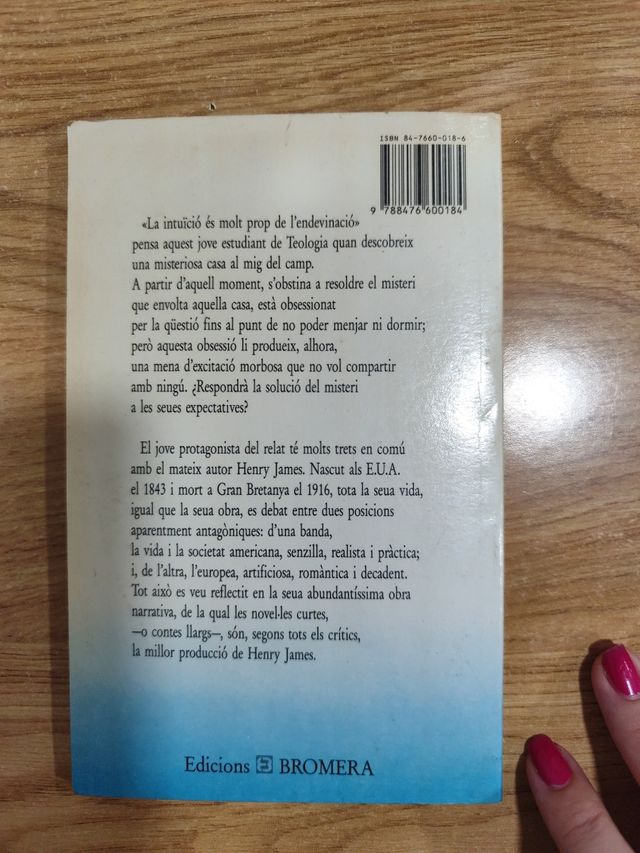 ISBN 84-7660-018-6
9 788476 600184
«La intuïció és molt prop de l'endevinació»
pensa aquest jove estudiant de Teologia quan descobreix
una misteriosa casa al mig del camp.
A partir d'aquell moment, s'obstina a resoldre el misteri
que envolta aquella casa, està obsessionat
per la qüestió fins al punt de no poder menjar ni dormir;
però aquesta obsessió li produeix, alhora,
una mena d'excitació morbosa que no vol compartir
amb ningú. ¿Respondrà la solució del misteri
a les seues expectatives?
El jove protagonista del relat té molts trets en comú
amb el mateix autor Henry James. Nascut als E.U.A.
el 1843 i mort a Gran Bretanya el 1916, tota la seua vida,
igual que la seua obra, es debat entre dues posicions
aparentment antagòniques: d'una banda,
la vida i la societat americana, senzilla, realista i pràctica;
i, de l'altra, l'europea, artificiosa, romàntica i decadent.
Tot això es veu reflectit en la seua abundantíssima obra
narrativa, de la qual les novel·les curtes,
—o contes llargs—, són, segons tots els crítics,
la millor producció de Henry James.
Edicions BROMERA